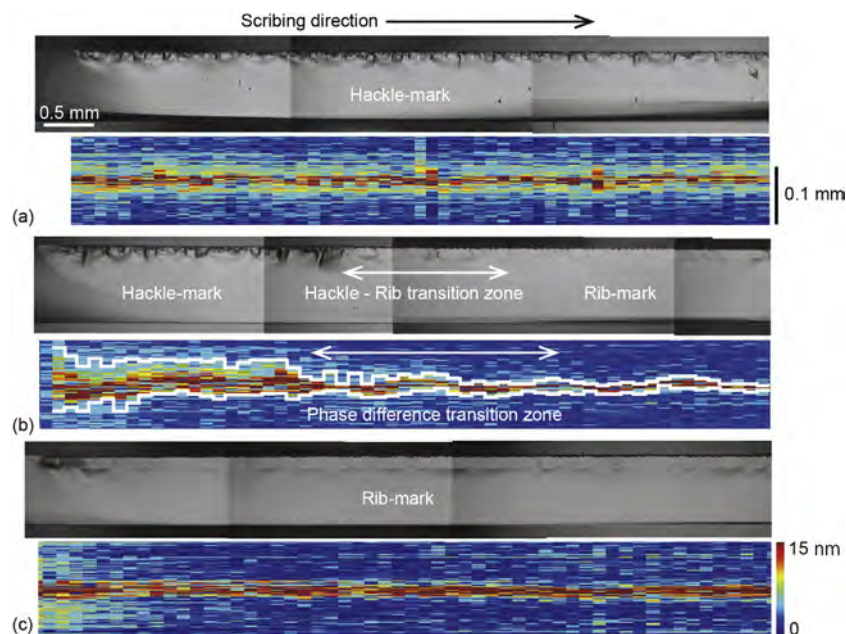 Scribing direction
Hackle-mark
0.5 mm
0.1 mm
(a)
Hackle-mark
Hackle - Rib transition zone
Rib-mark
Phase difference transition zone
(b)
Rib-mark
15 nm
0
(c)